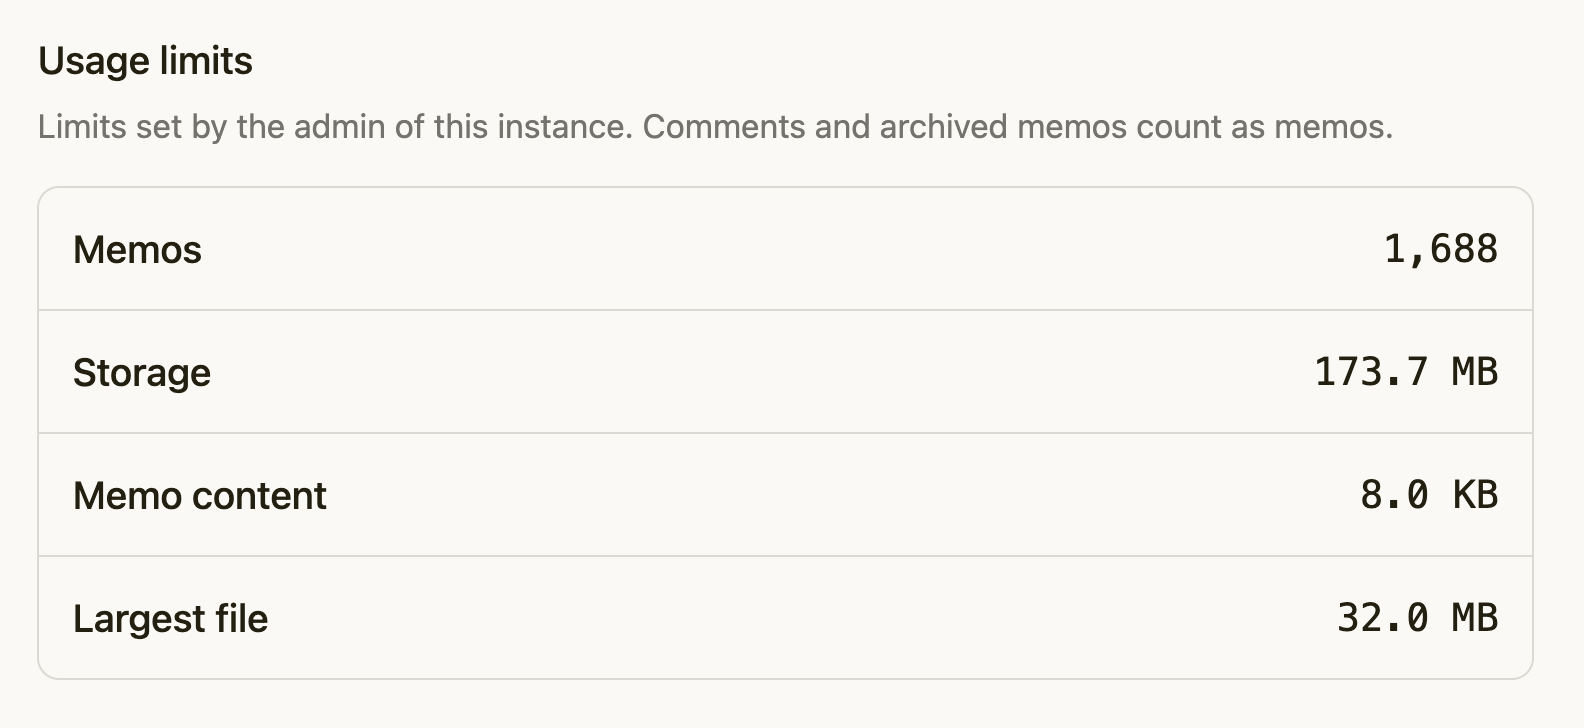 Usage limits
Limits set by the admin of this instance. Comments and archived memos count as memos.
Memos 1,688
Storage 173.7 MB
Memo content 8.0 KB
Largest file 32.0 MB